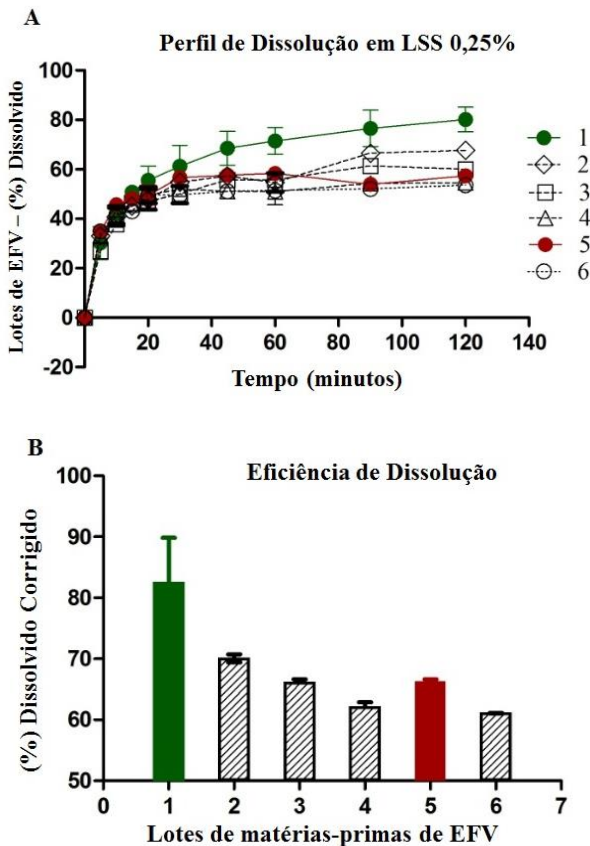 A
Perfil de Dissolução em LSS 0,25%
Lotes de EFV – (%) Dissolvido
100
80
60
40
20
0
-20
20 40 60 80 100 120 140
Tempo (minutos)
1
2
3
4
5
6
B
Eficiência de Dissolução
(%) Dissolvido Corrigido
100
90
80
70
60
50
0 1 2 3 4 5 6 7
Lotes de matérias-primas de EFV